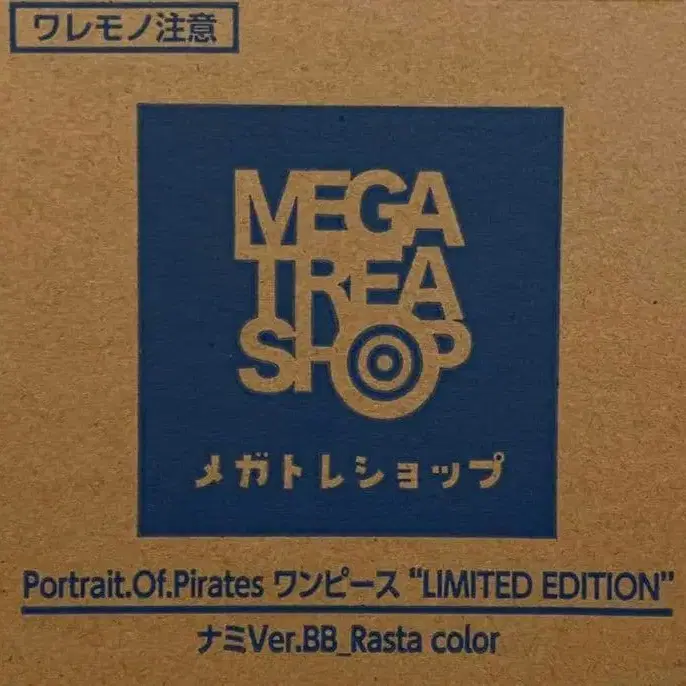 ワレモノ注意
MEGA
TREA
SHOP
メガトレショップ
Portrait.Of.Pirates ワンピース “LIMITED EDITION”
ナミVer.BB_Rasta color